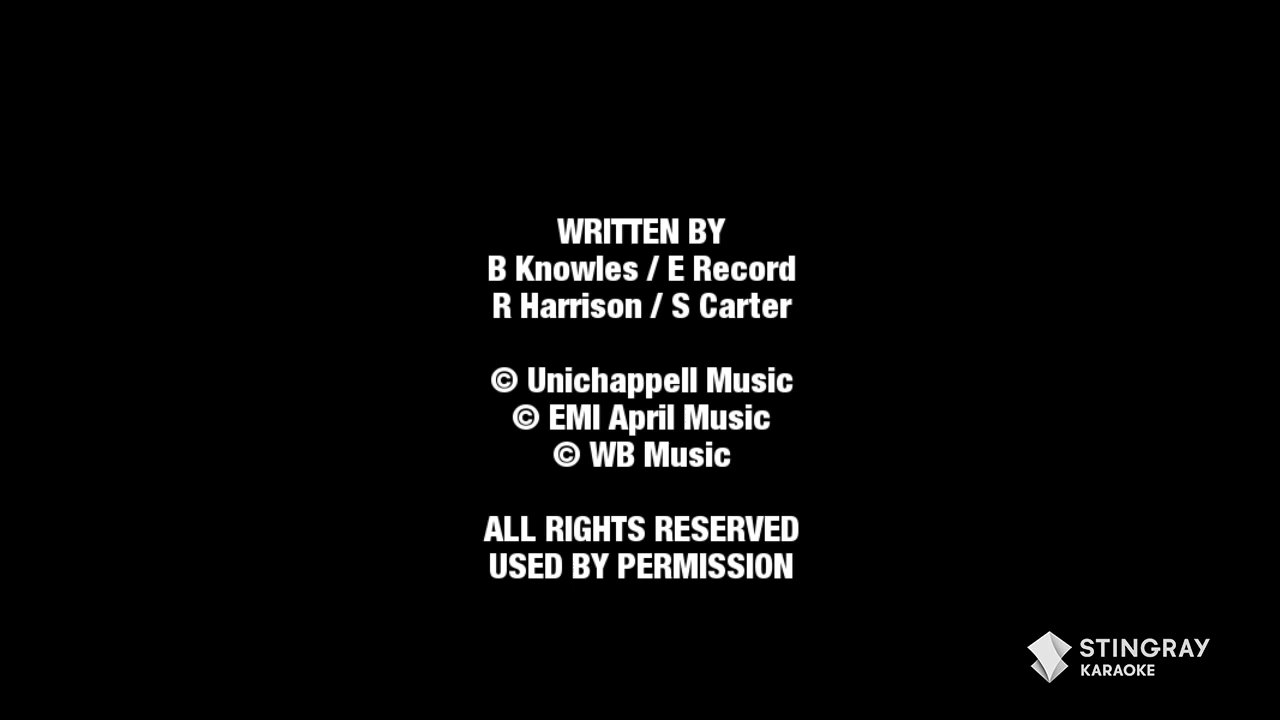 WRITTEN BY
B Knowles / E Record
R Harrison / S Carter
© Unichappell Music
© EMI April Music
© WB Music
ALL RIGHTS RESERVED
USED BY PERMISSION
STINGRAY
KARAOKE